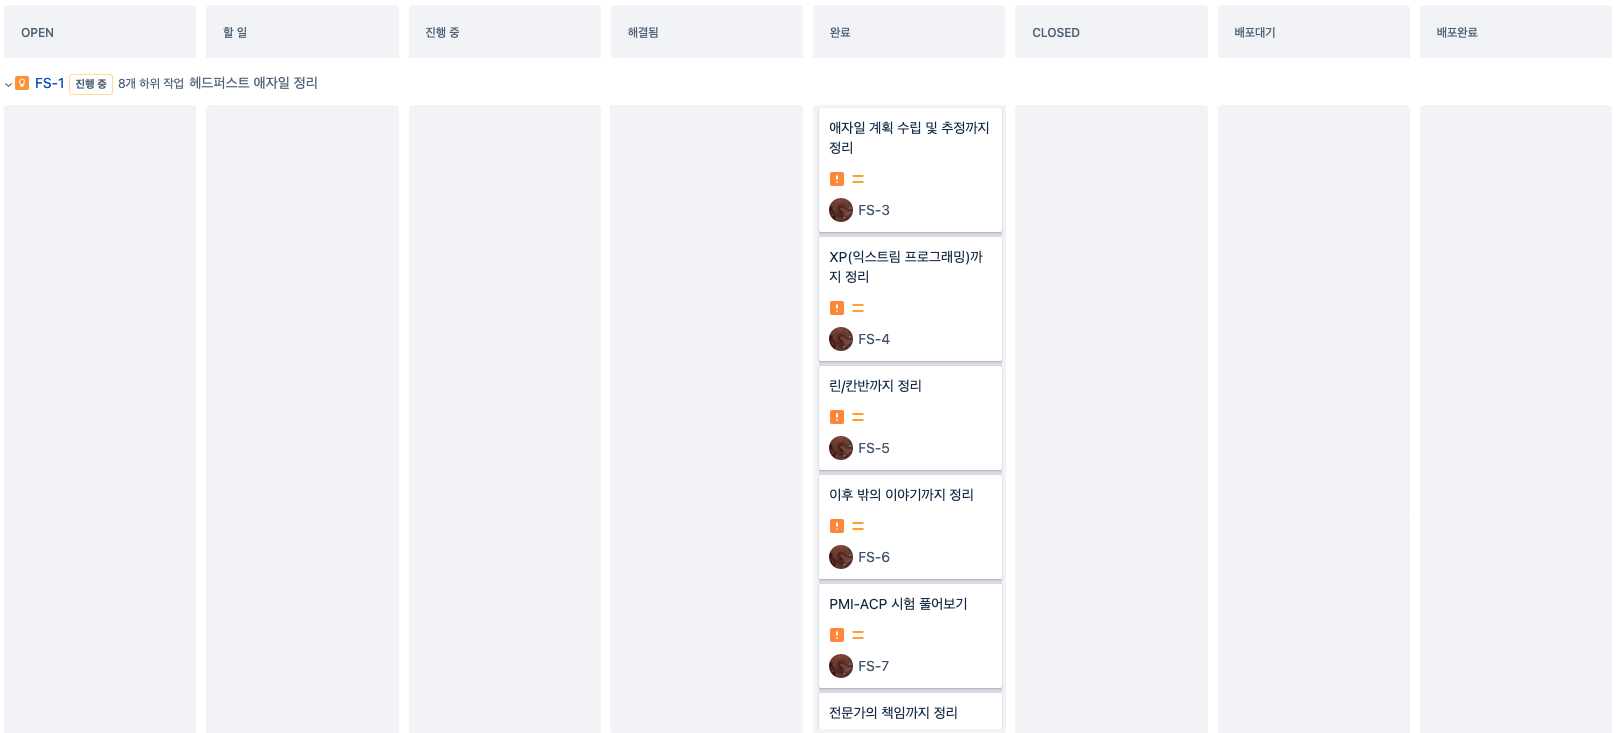 OPEN
할 일
진행 중
해결됨
완료
CLOSED
배포대기
배포완료
FS-1 진행 중 8개 하위 작업 헤드퍼스트 애자일 정리
애자일 계획 수립 및 추정까지
정리
FS-3
XP(익스트림 프로그래밍)까
지 정리
FS-4
린/칸반까지 정리
FS-5
이후 밖의 이야기까지 정리
FS-6
PMI-ACP 시험 풀어보기
FS-7
전문가의 책임까지 정리